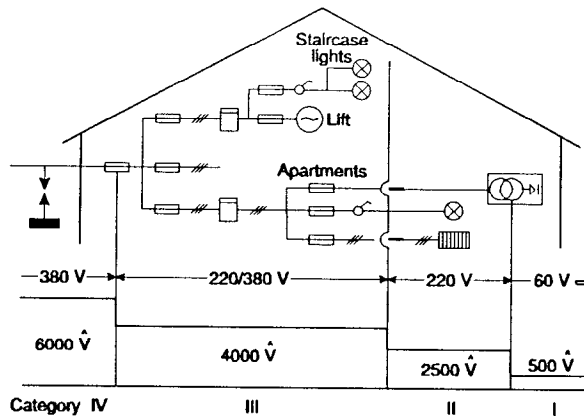 Staircase
lights
Lift
Apartments
380 V 220/380 V 220 V 60 V =
6000 V̂ 4000 V̂ 2500 V̂ 500 V̂
Category IV III II I